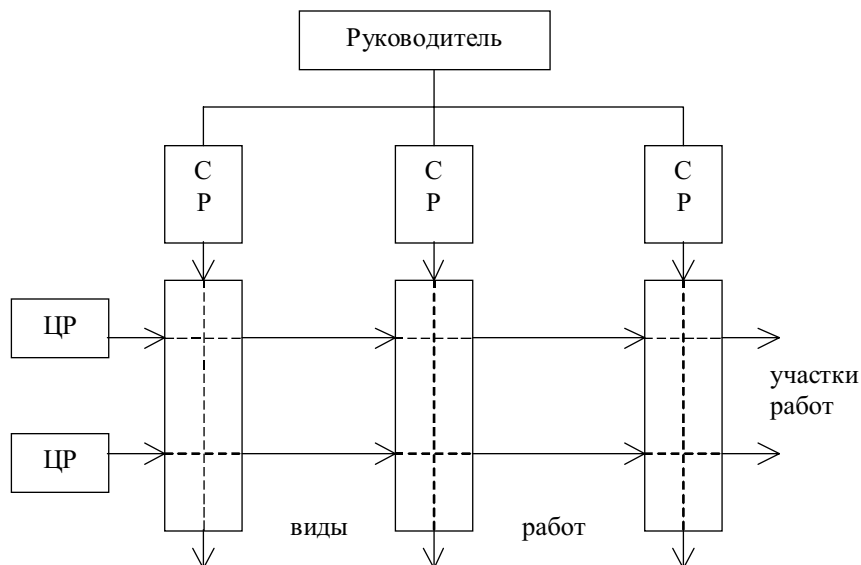 Руководитель
С
Р
С
Р
С
Р
ЦР
участки
работ
ЦР
виды
работ